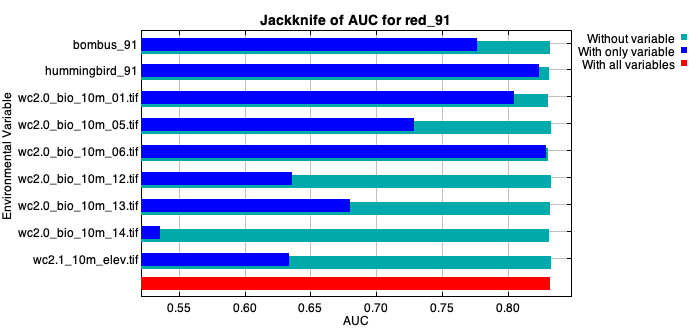 Jackknife of AUC for red_91
Environmental Variable
bombus_91
hummingbird_91
wc2.0_bio_10m_01.tif
wc2.0_bio_10m_05.tif
wc2.0_bio_10m_06.tif
wc2.0_bio_10m_12.tif
wc2.0_bio_10m_13.tif
wc2.0_bio_10m_14.tif
wc2.1_10m_elev.tif
0.55 0.60 0.65 0.70 0.75 0.80
AUC
Without variable
With only variable
With all variables